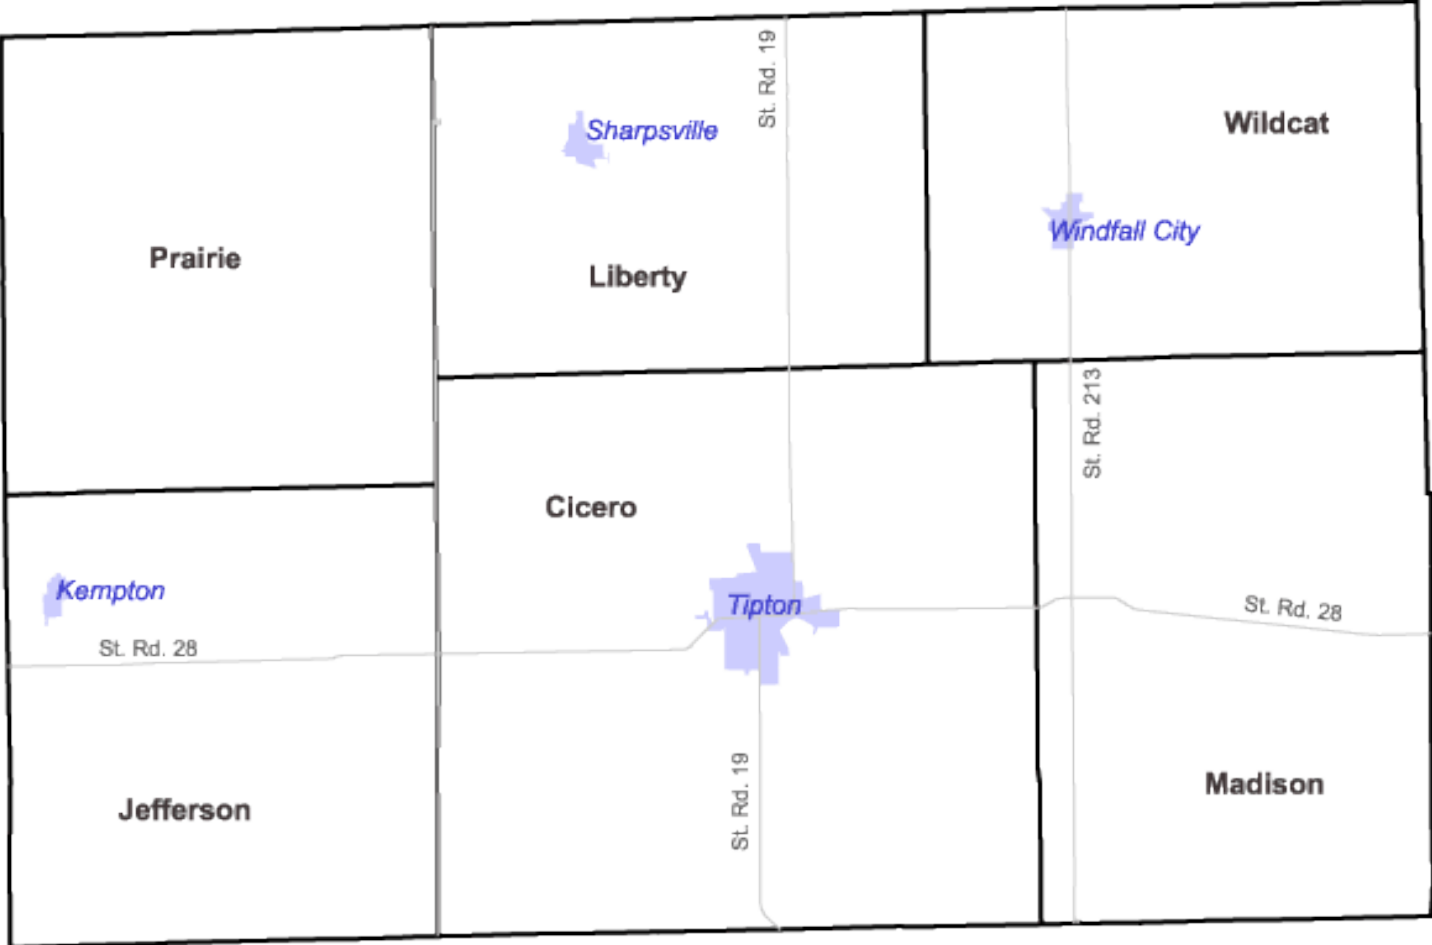 St. Rd. 19
Wildcat
Sharpsville
Windfall City
Prairie
Liberty
St. Rd. 213
Cicero
Kempton
Tipton
St. Rd. 28
St. Rd. 28
St. Rd. 19
Madison
Jefferson